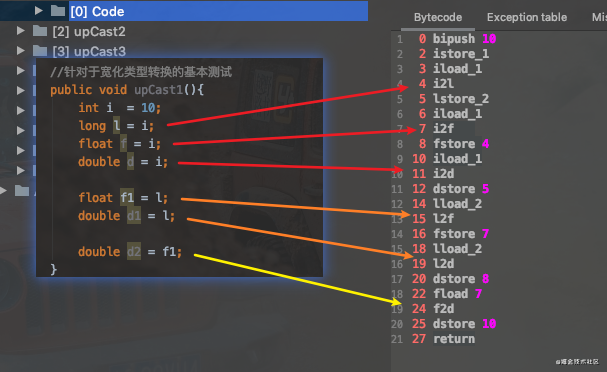 [0] Code
[2] upCast2
[3] upCast3
//针对于宽化类型转换的基本测试
public void upCast1(){
int i = 10;
long l = i;
float f = i;
double d = i;
float f1 = l;
double d1 = l;
double d2 = f1;
}
Bytecode Exception table Misc
1 0 bipush 10
2 2 istore_1
3 3 iload_1
4 4 i2l
5 5 lstore_2
6 6 iload_1
7 7 i2f
8 8 fstore 4
9 10 iload_1
10 11 i2d
11 12 dstore 5
12 14 lload_2
13 15 l2f
14 16 fstore 7
15 18 lload_2
16 19 l2d
17 20 dstore 8
18 22 fload 7
19 24 f2d
20 25 dstore 10
21 27 return
@稀土掘金技术社区